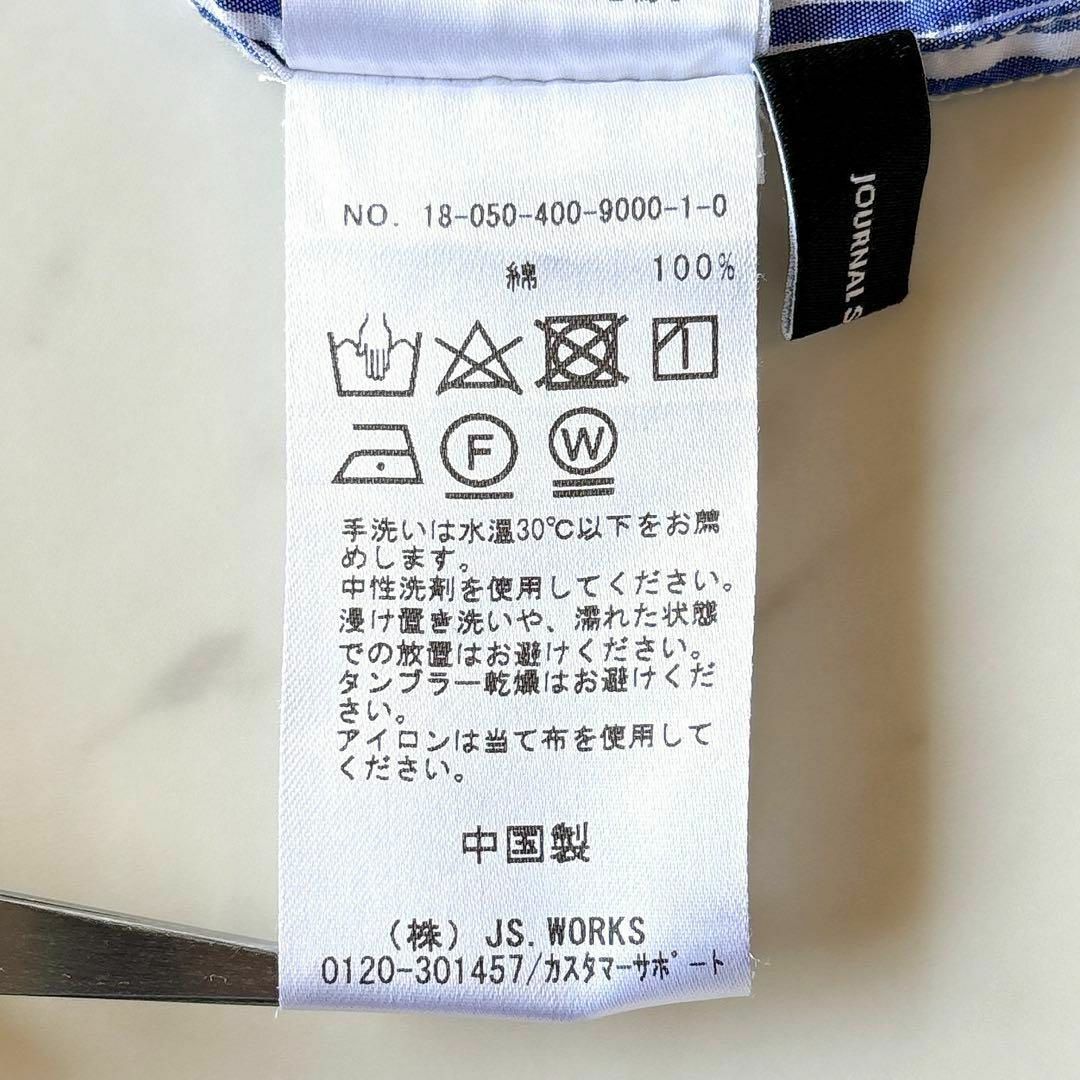 NO. 18-050-400-9000-1-0
綿 100%
F
W
手洗いは水温30℃以下をお薦
めします。
中性洗剤を使用してください。
浸け置き洗いや、濡れた状態
での放置はお避けください。
タンブラー乾燥はお避けくだ
さい。
アイロンは当て布を使用して
ください。
中国製
(株) JS.WORKS
0120-301457/カスタマーサポート
JOURNAL S